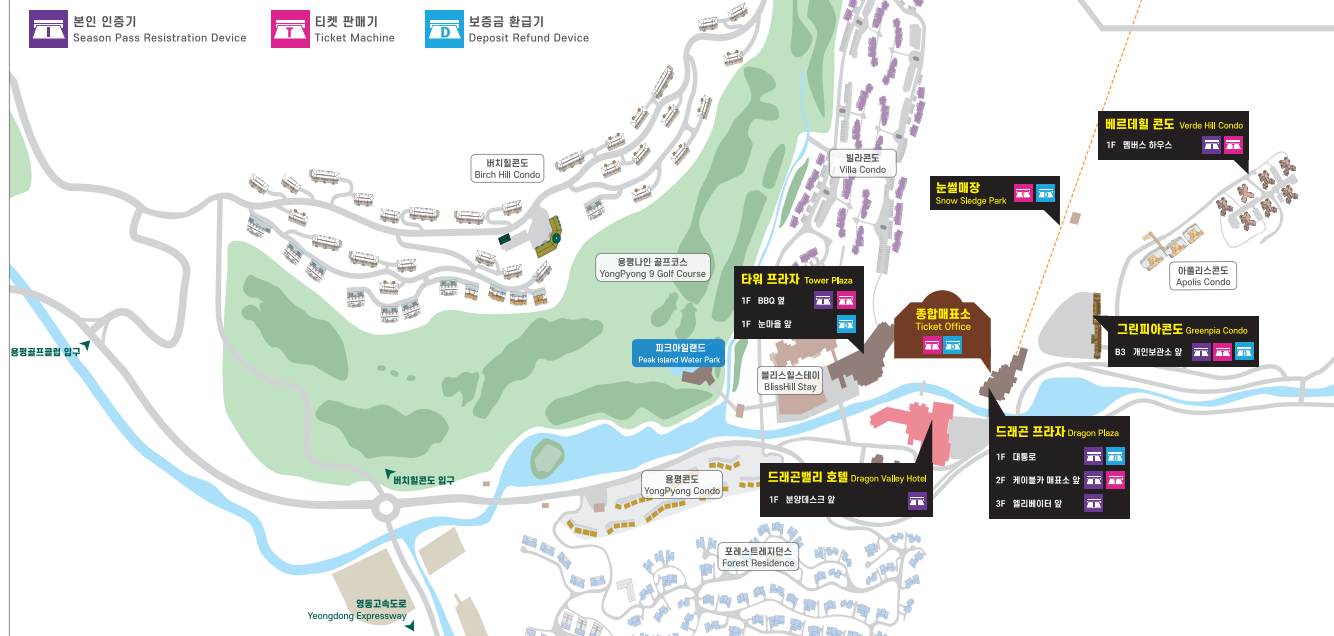 본인 인증기
Season Pass Resistration Device
티켓 판매기
Ticket Machine
보증금 환급기
Deposit Refund Device
버치힐콘도
Birch Hill Condo
빌라콘도
Villa Condo
베르데힐 콘도 Verde Hill Condo
1F 멤버스 하우스
눈썰매장
Snow Sledge Park
용평나인 골프코스
YongPyong 9 Golf Course
아폴리스콘도
Apolis Condo
타워 프라자 Tower Plaza
1F BBQ 옆
1F 눈마을 앞
종합매표소
Ticket Office
그린피아콘도 Greenpia Condo
B3 개인보관소 앞
용평골프클럽 입구
피크아일랜드
Peak Island Water Park
블리스힐스테이
BlissHill Stay
드래곤 프라자 Dragon Plaza
1F 대통로
2F 케이블카 매표소 앞
3F 엘리베이터 앞
버치힐콘도 입구
용평콘도
YongPyong Condo
드래곤밸리 호텔 Dragon Valley Hotel
1F 분양데스크 앞
포레스트레지던스
Forest Residence
영동고속도로
Yeongdong Expressway